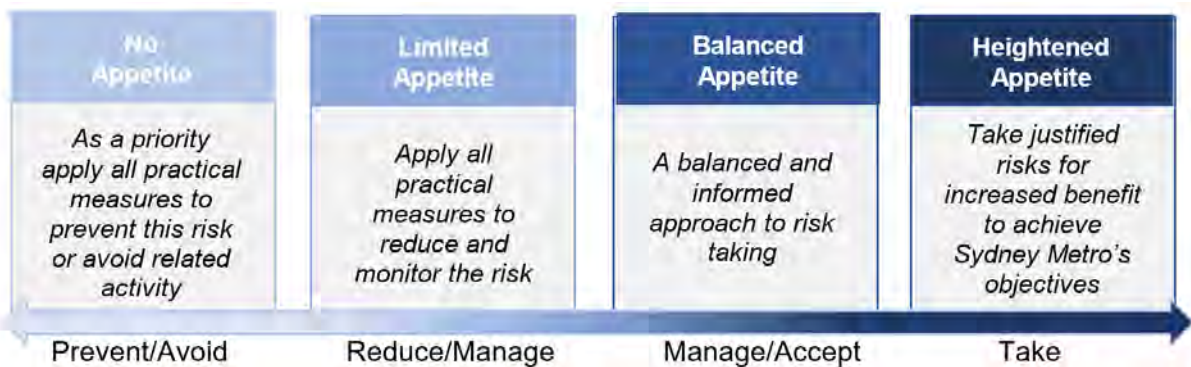 No
Appetite
As a priority
apply all practical
measures to
prevent this risk
or avoid related
activity
Limited
Appetite
Apply all
practical
measures to
reduce and
monitor the risk
Balanced
Appetite
A balanced and
informed
approach to risk
taking
Heightened
Appetite
Take justified
risks for
increased benefit
to achieve
Sydney Metro's
objectives
Prevent/Avoid
Reduce/Manage
Manage/Accept
Take